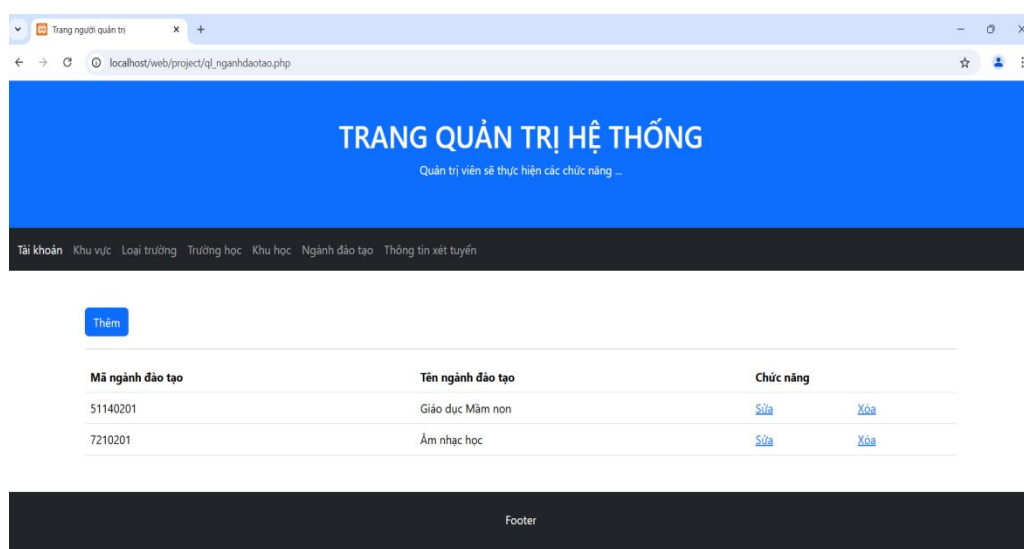 Trang người quản trị
localhost/web/project/ql_nganhdaotao.php
TRANG QUẢN TRỊ HỆ THỐNG
Quản trị viên sẽ thực hiện các chức năng ...
Tài khoản Khu vực Loại trường Trường học Khu học Ngành đào tạo Thông tin xét tuyển
Thêm
Mã ngành đào tạo Tên ngành đào tạo Chức năng
51140201 Giáo dục Mầm non Sửa Xóa
7210201 Âm nhạc học Sửa Xóa
Footer